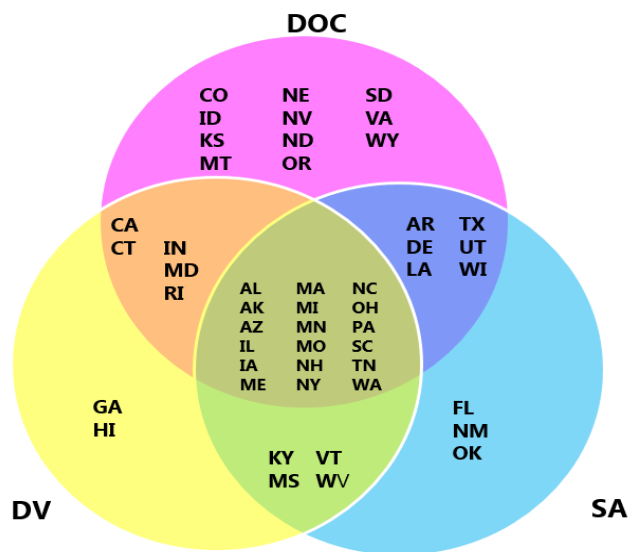 DOC
CO NE SD
ID NV VA
KS ND WY
MT OR
CA
CT IN
MD
RI
AR TX
DE UT
LA WI
AL MA NC
AK MI OH
AZ MN PA
IL MO SC
IA NH TN
ME NY WA
GA
HI
FL
NM
OK
KY VT
MS WV
DV
SA